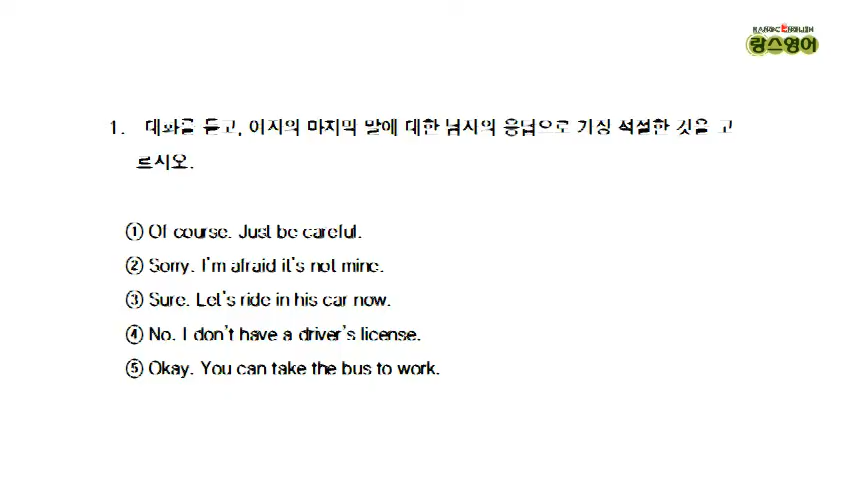 랑스영어
1. 대화를 듣고, 여자의 마지막 말에 대한 남자의 응답으로 가장 적절한 것을 고
르시오.
① Of course. Just be careful.
② Sorry. I'm afraid it's not mine.
③ Sure. Let's ride in his car now.
④ No. I don't have a driver's license.
⑤ Okay. You can take the bus to work.